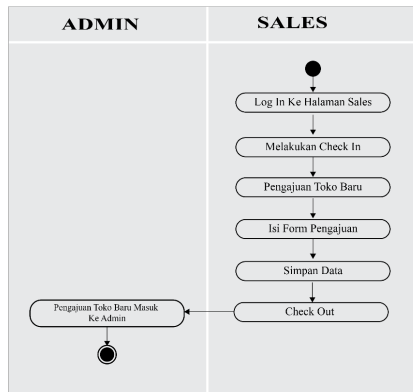 ADMIN
SALES
Log In Ke Halaman Sales
Melakukan Check In
Pengajuan Toko Baru
Isi Form Pengajuan
Simpan Data
Check Out
Pengajuan Toko Baru Masuk
Ke Admin